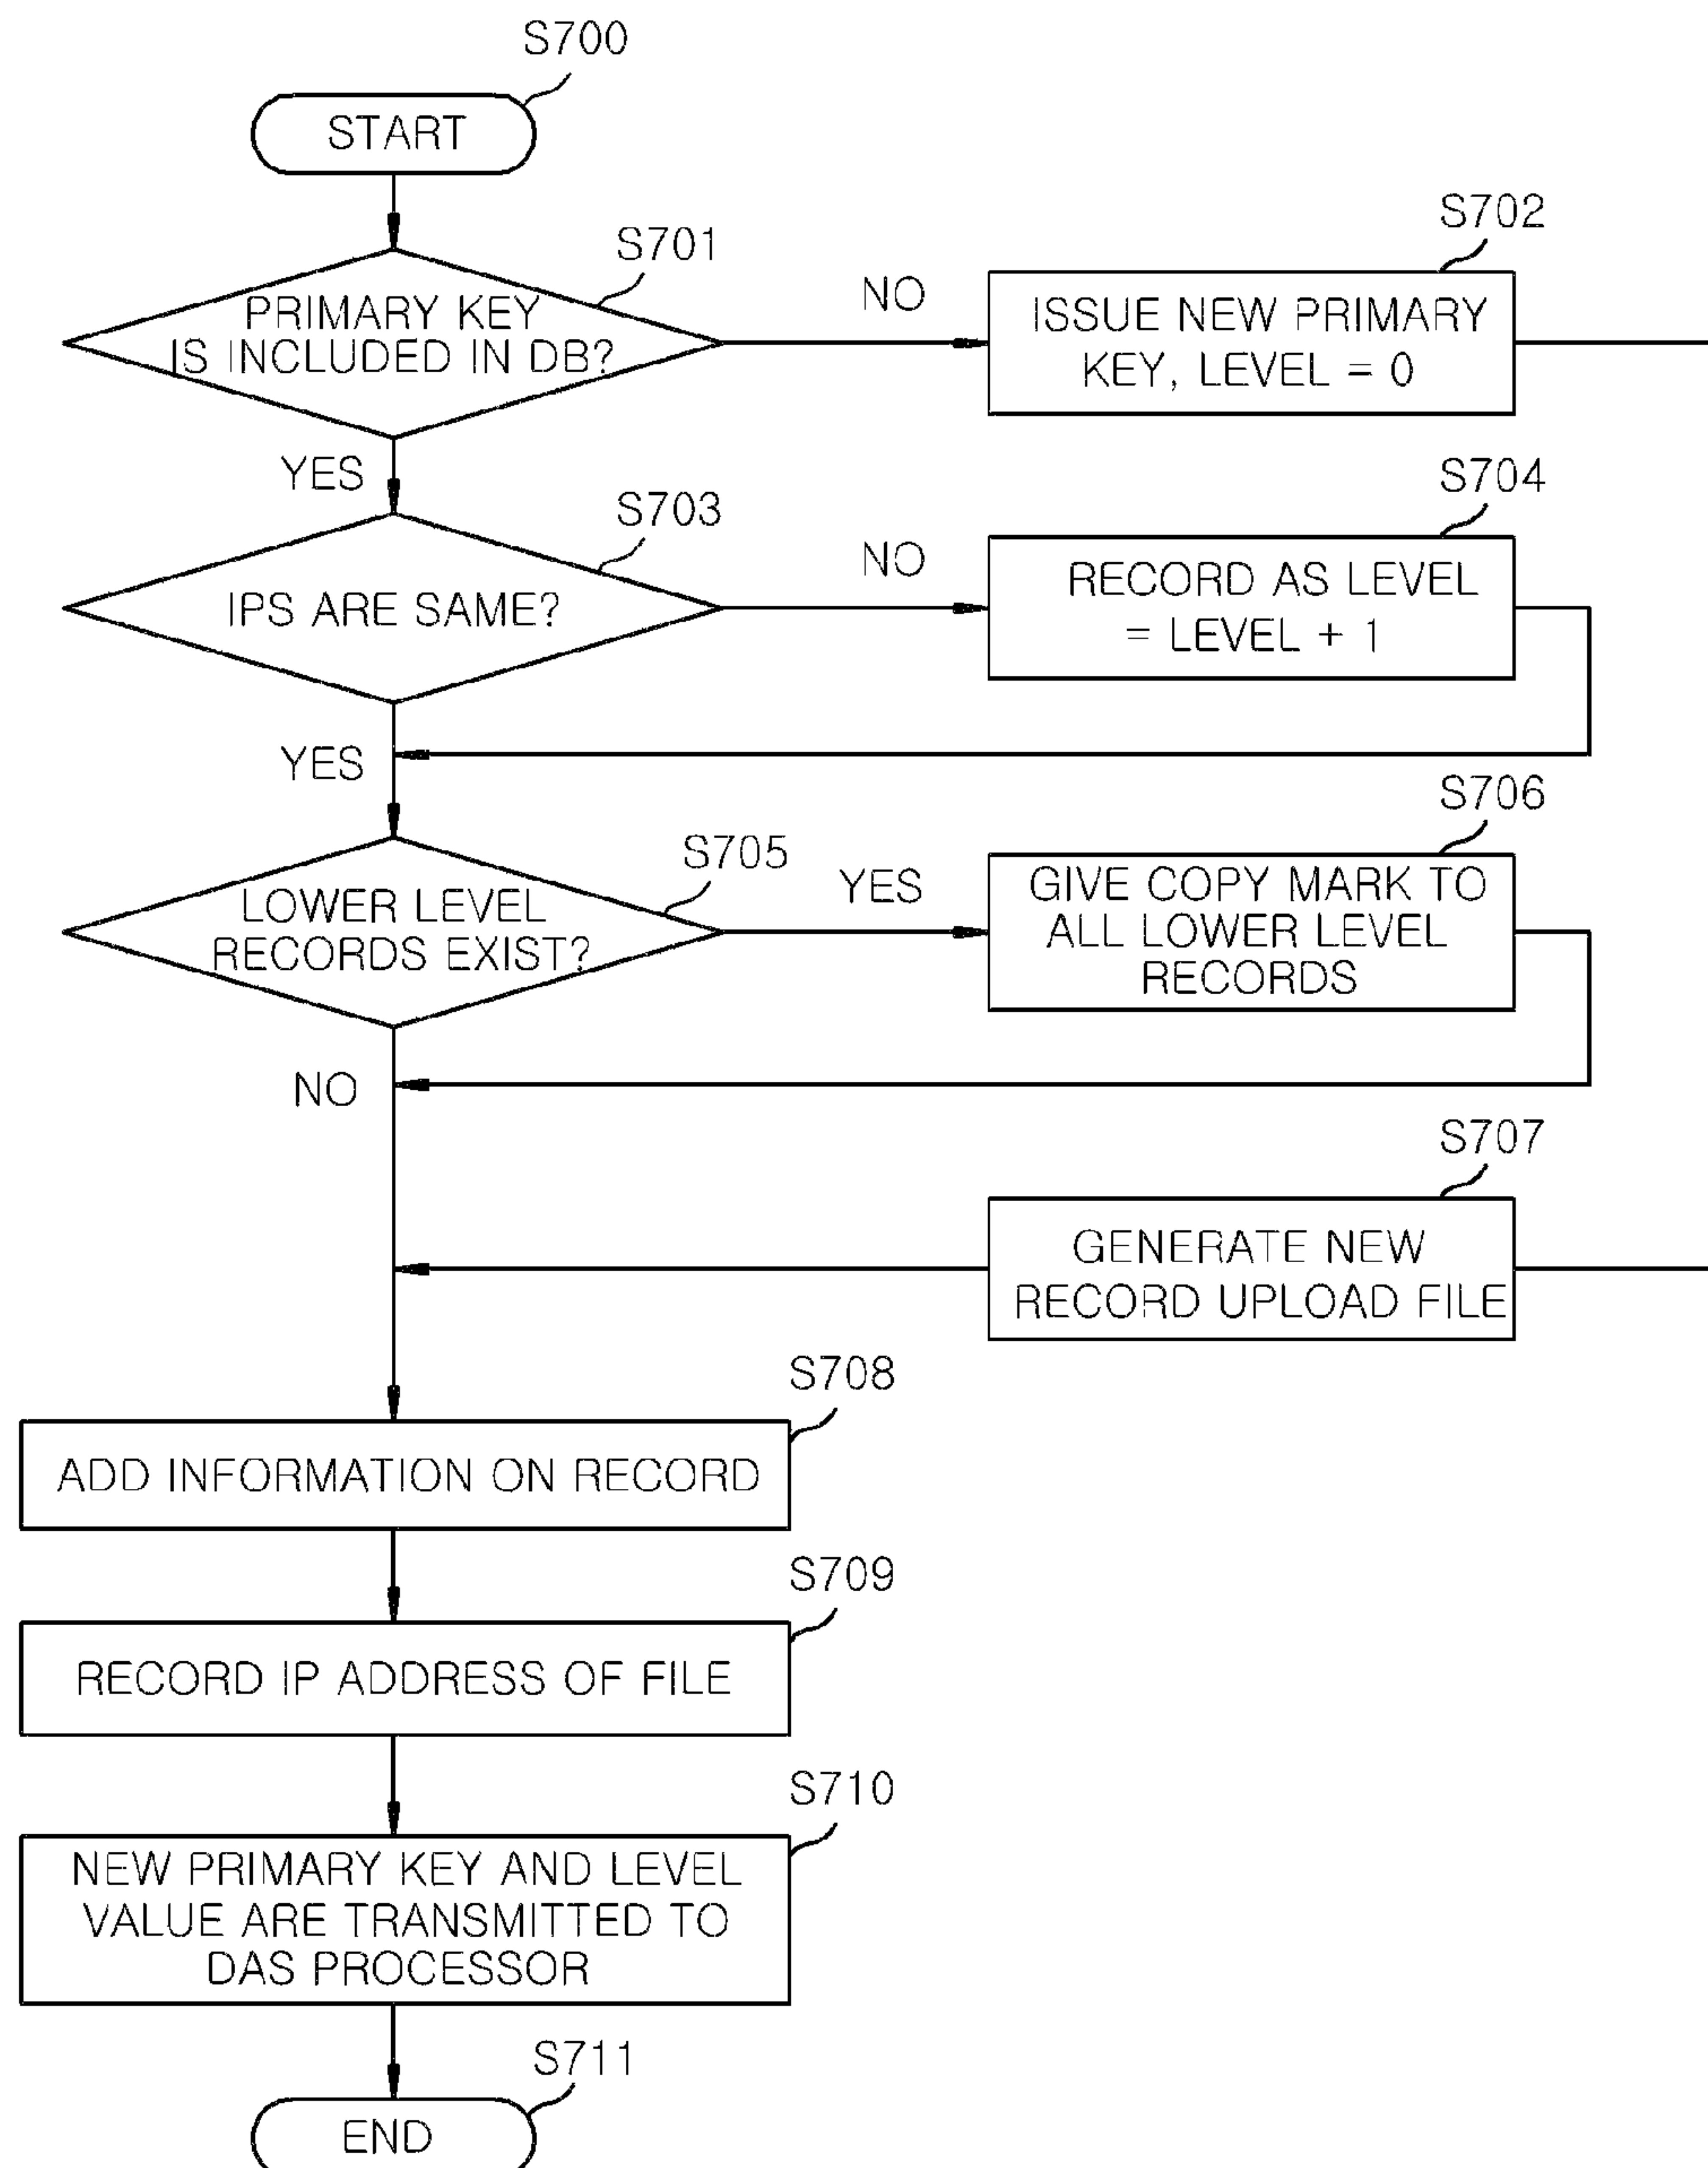 S700
START
S701
PRIMARY KEY
IS INCLUDED IN DB?
NO
S702
ISSUE NEW PRIMARY
KEY, LEVEL = 0
YES
S703
IPS ARE SAME?
NO
S704
RECORD AS LEVEL
= LEVEL + 1
YES
S705
LOWER LEVEL
RECORDS EXIST?
YES
S706
GIVE COPY MARK TO
ALL LOWER LEVEL
RECORDS
NO
S707
GENERATE NEW
RECORD UPLOAD FILE
S708
ADD INFORMATION ON RECORD
S709
RECORD IP ADDRESS OF FILE
S710
NEW PRIMARY KEY AND LEVEL
VALUE ARE TRANSMITTED TO
DAS PROCESSOR
S711
END